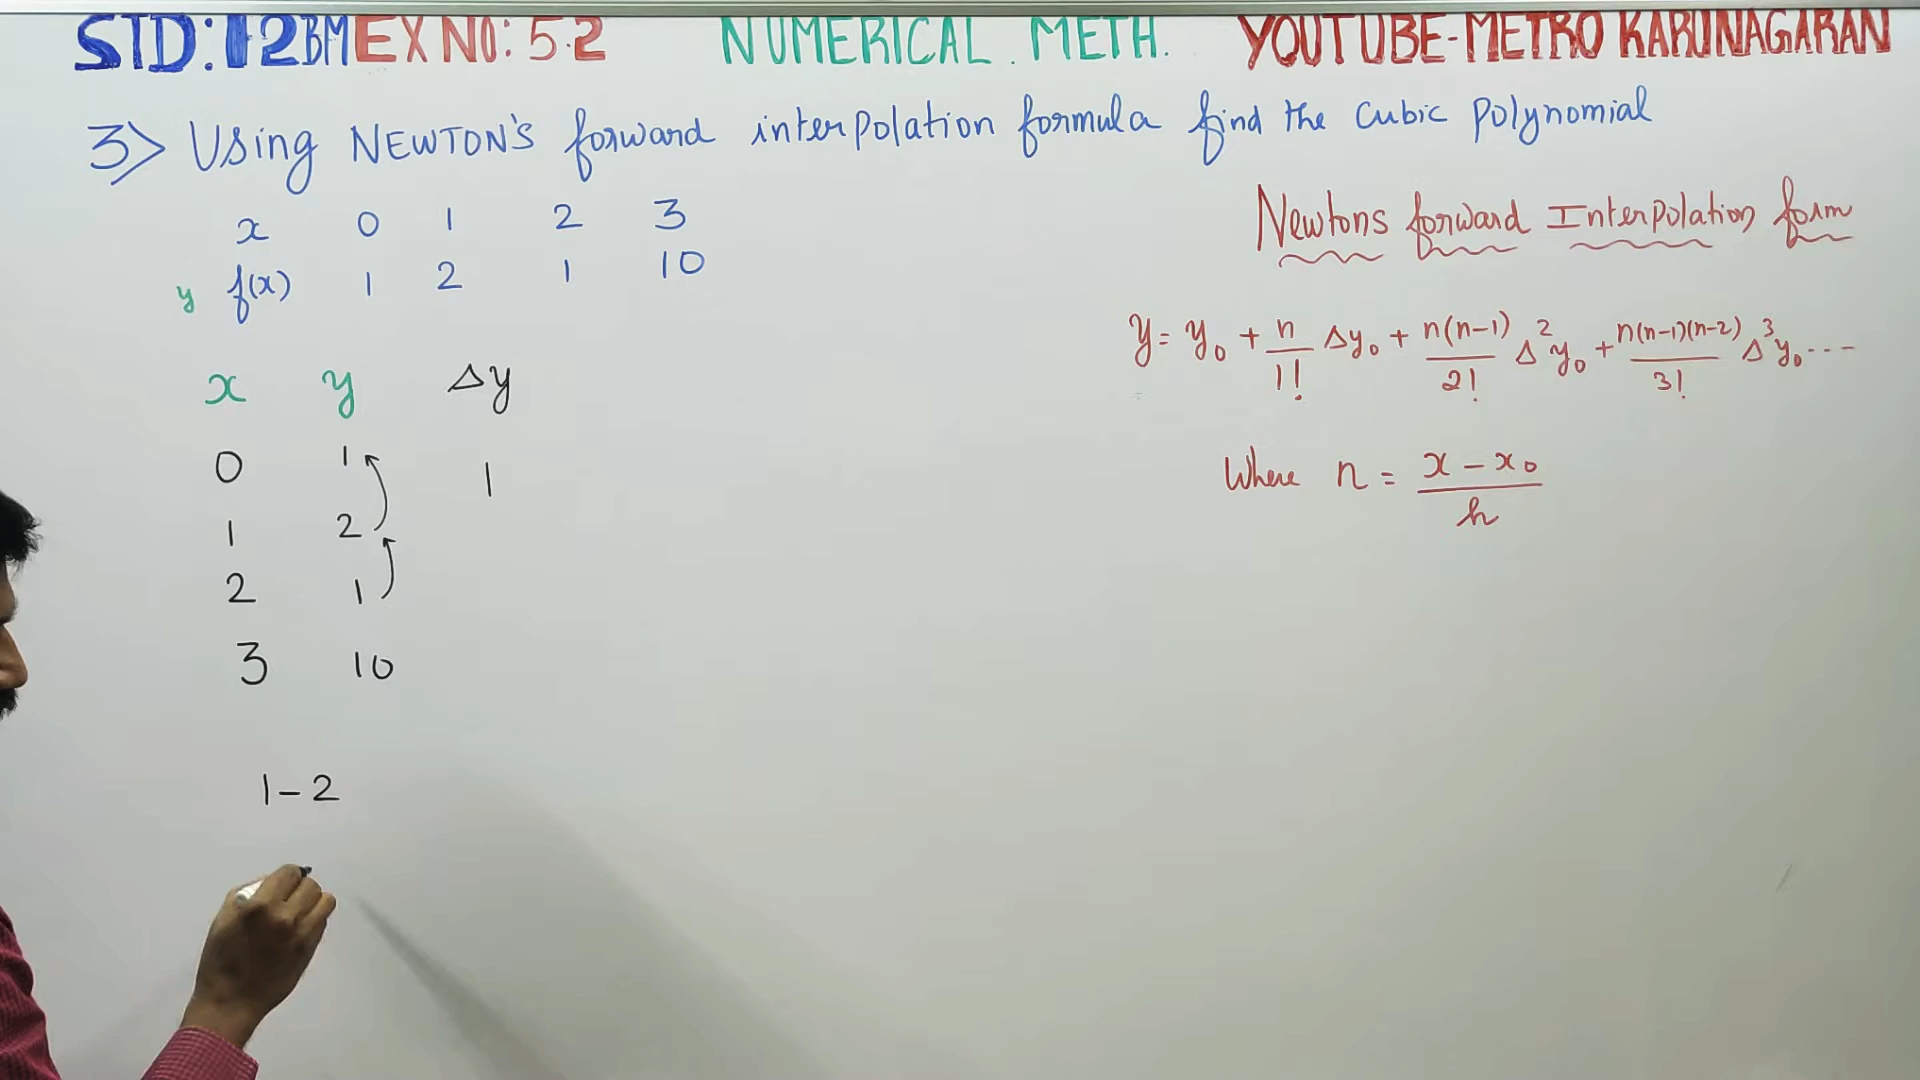 STD: 12 BM EX NO: 5.2 NUMERICAL . METH. YOUTUBE-METRO KARUNAGARAN
3> Using NEWTON'S forward interpolation formula find the cubic polynomial
x 0 1 2 3
y f(x) 1 2 1 10
Newtons forward Interpolation form
y = y₀ + n/1! Δy₀ + n(n-1)/2! Δ²y₀ + n(n-1)(n-2)/3! Δ³y₀ ---
Where n = x - x₀ / h
x y Δy
0 1 1
1 2
2 1
3 10
1-2